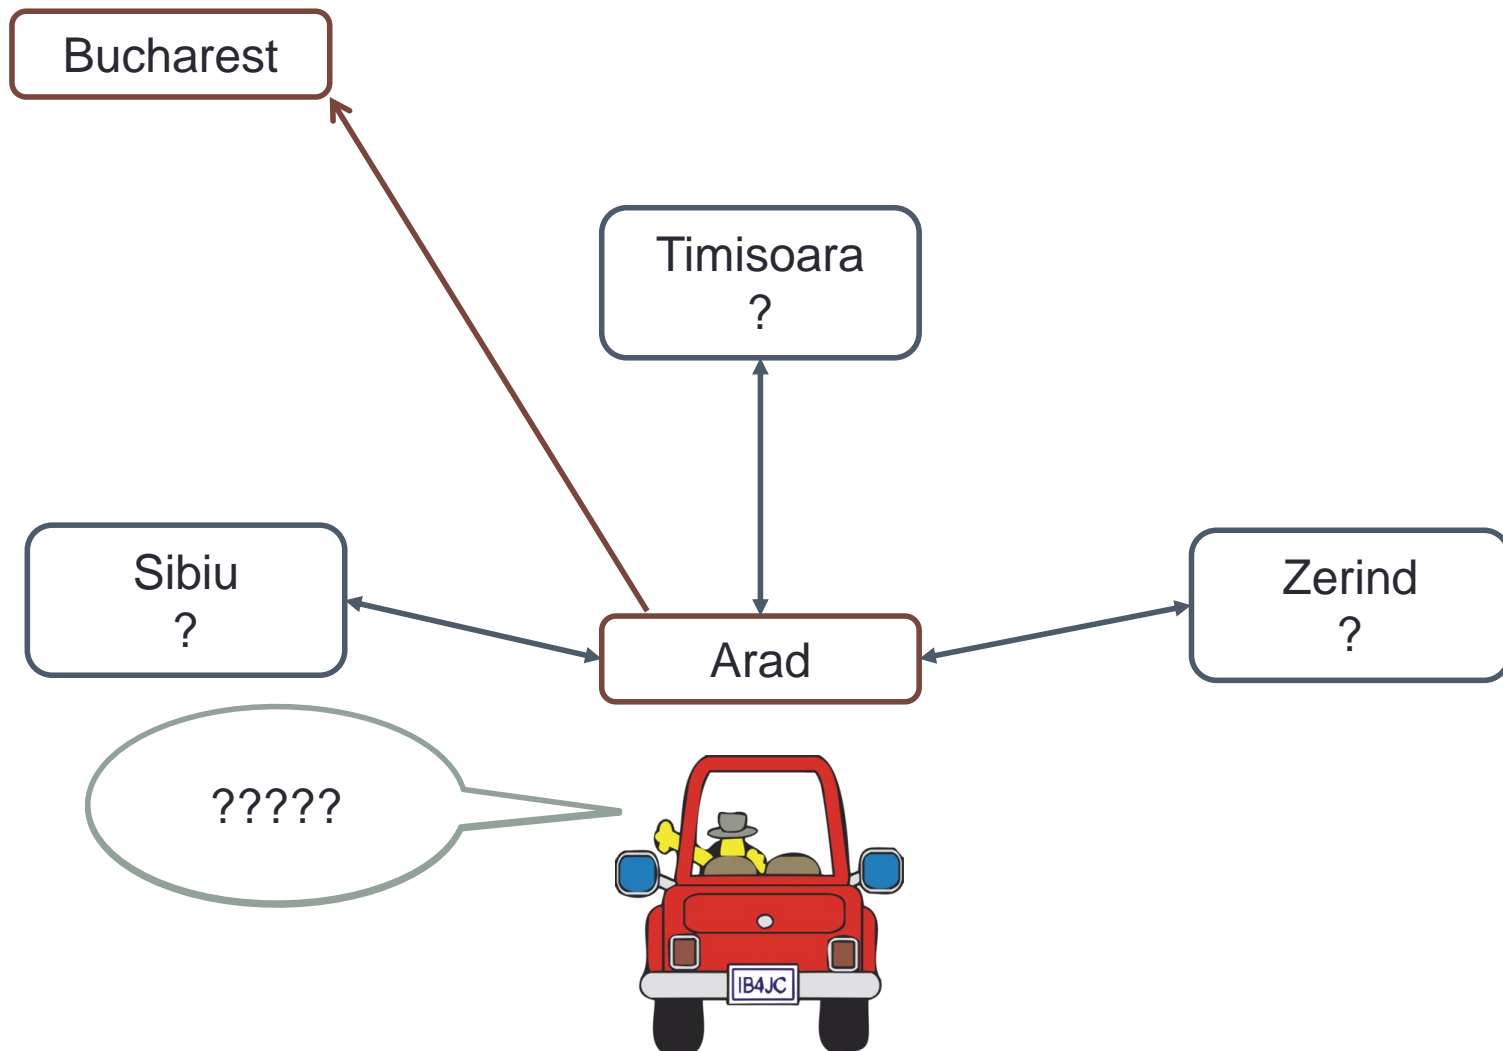 Bucharest
Timisoara
?
Sibiu
?
Arad
Zerind
?
?????
IB4JC